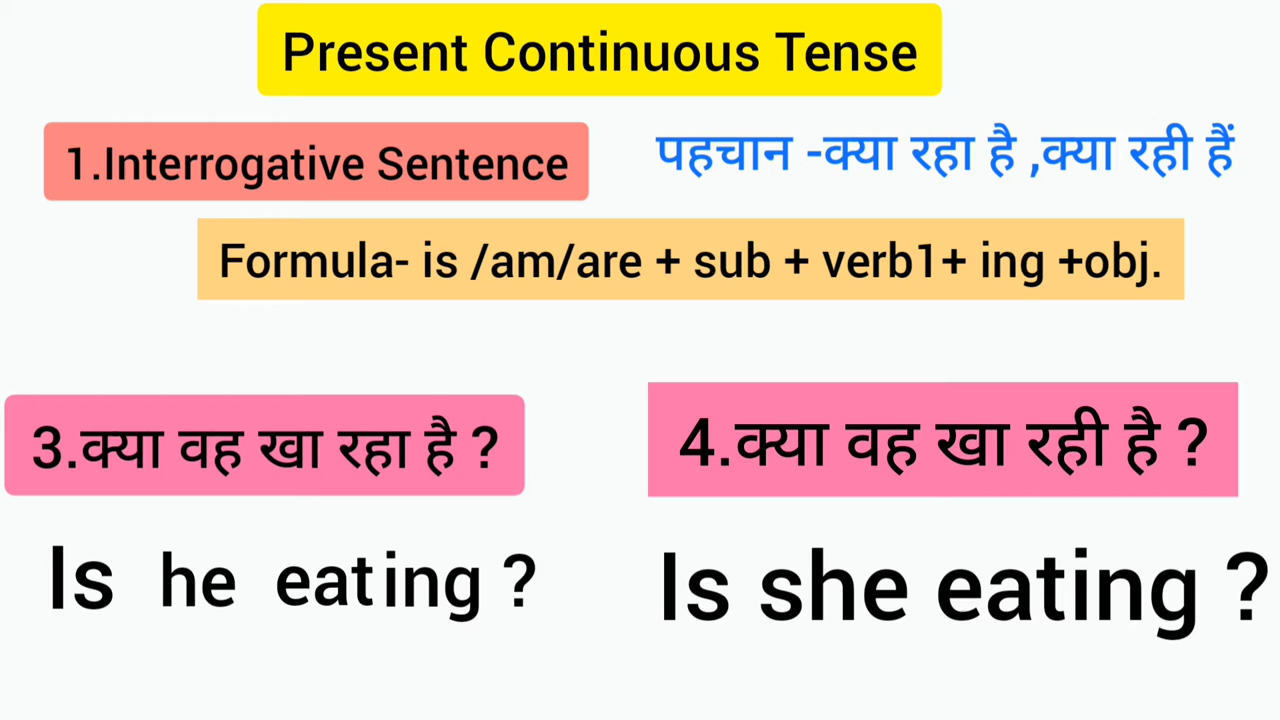 Present Continuous Tense
1.Interrogative Sentence
पहचान -क्या रहा है ,क्या रही हैं
Formula- is /am/are + sub + verb1+ ing +obj.
3.क्या वह खा रहा है ?
4.क्या वह खा रही है ?
Is he eating ?
Is she eating ?